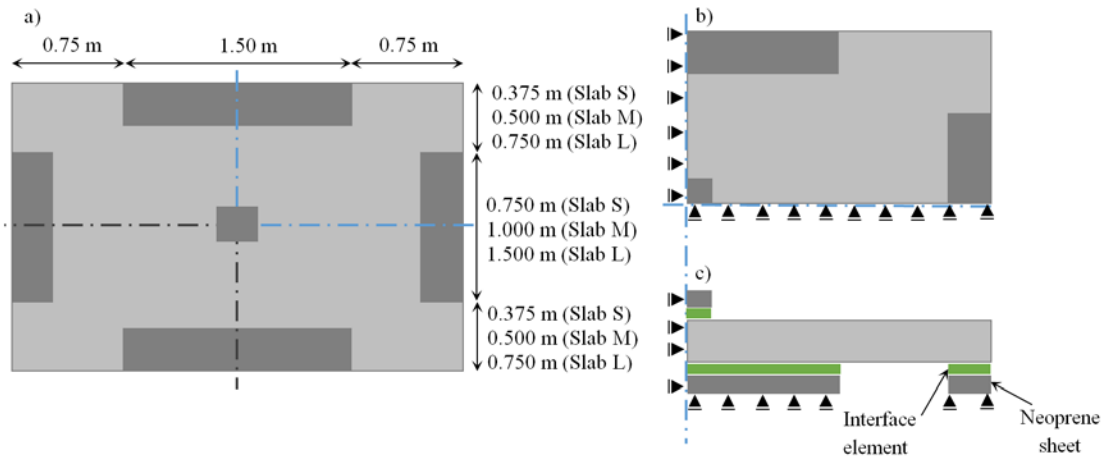 a)
0.75 m
1.50 m
0.75 m
0.375 m (Slab S)
0.500 m (Slab M)
0.750 m (Slab L)
0.750 m (Slab S)
1.000 m (Slab M)
1.500 m (Slab L)
0.375 m (Slab S)
0.500 m (Slab M)
0.750 m (Slab L)
b)
c)
Interface
element
Neoprene
sheet